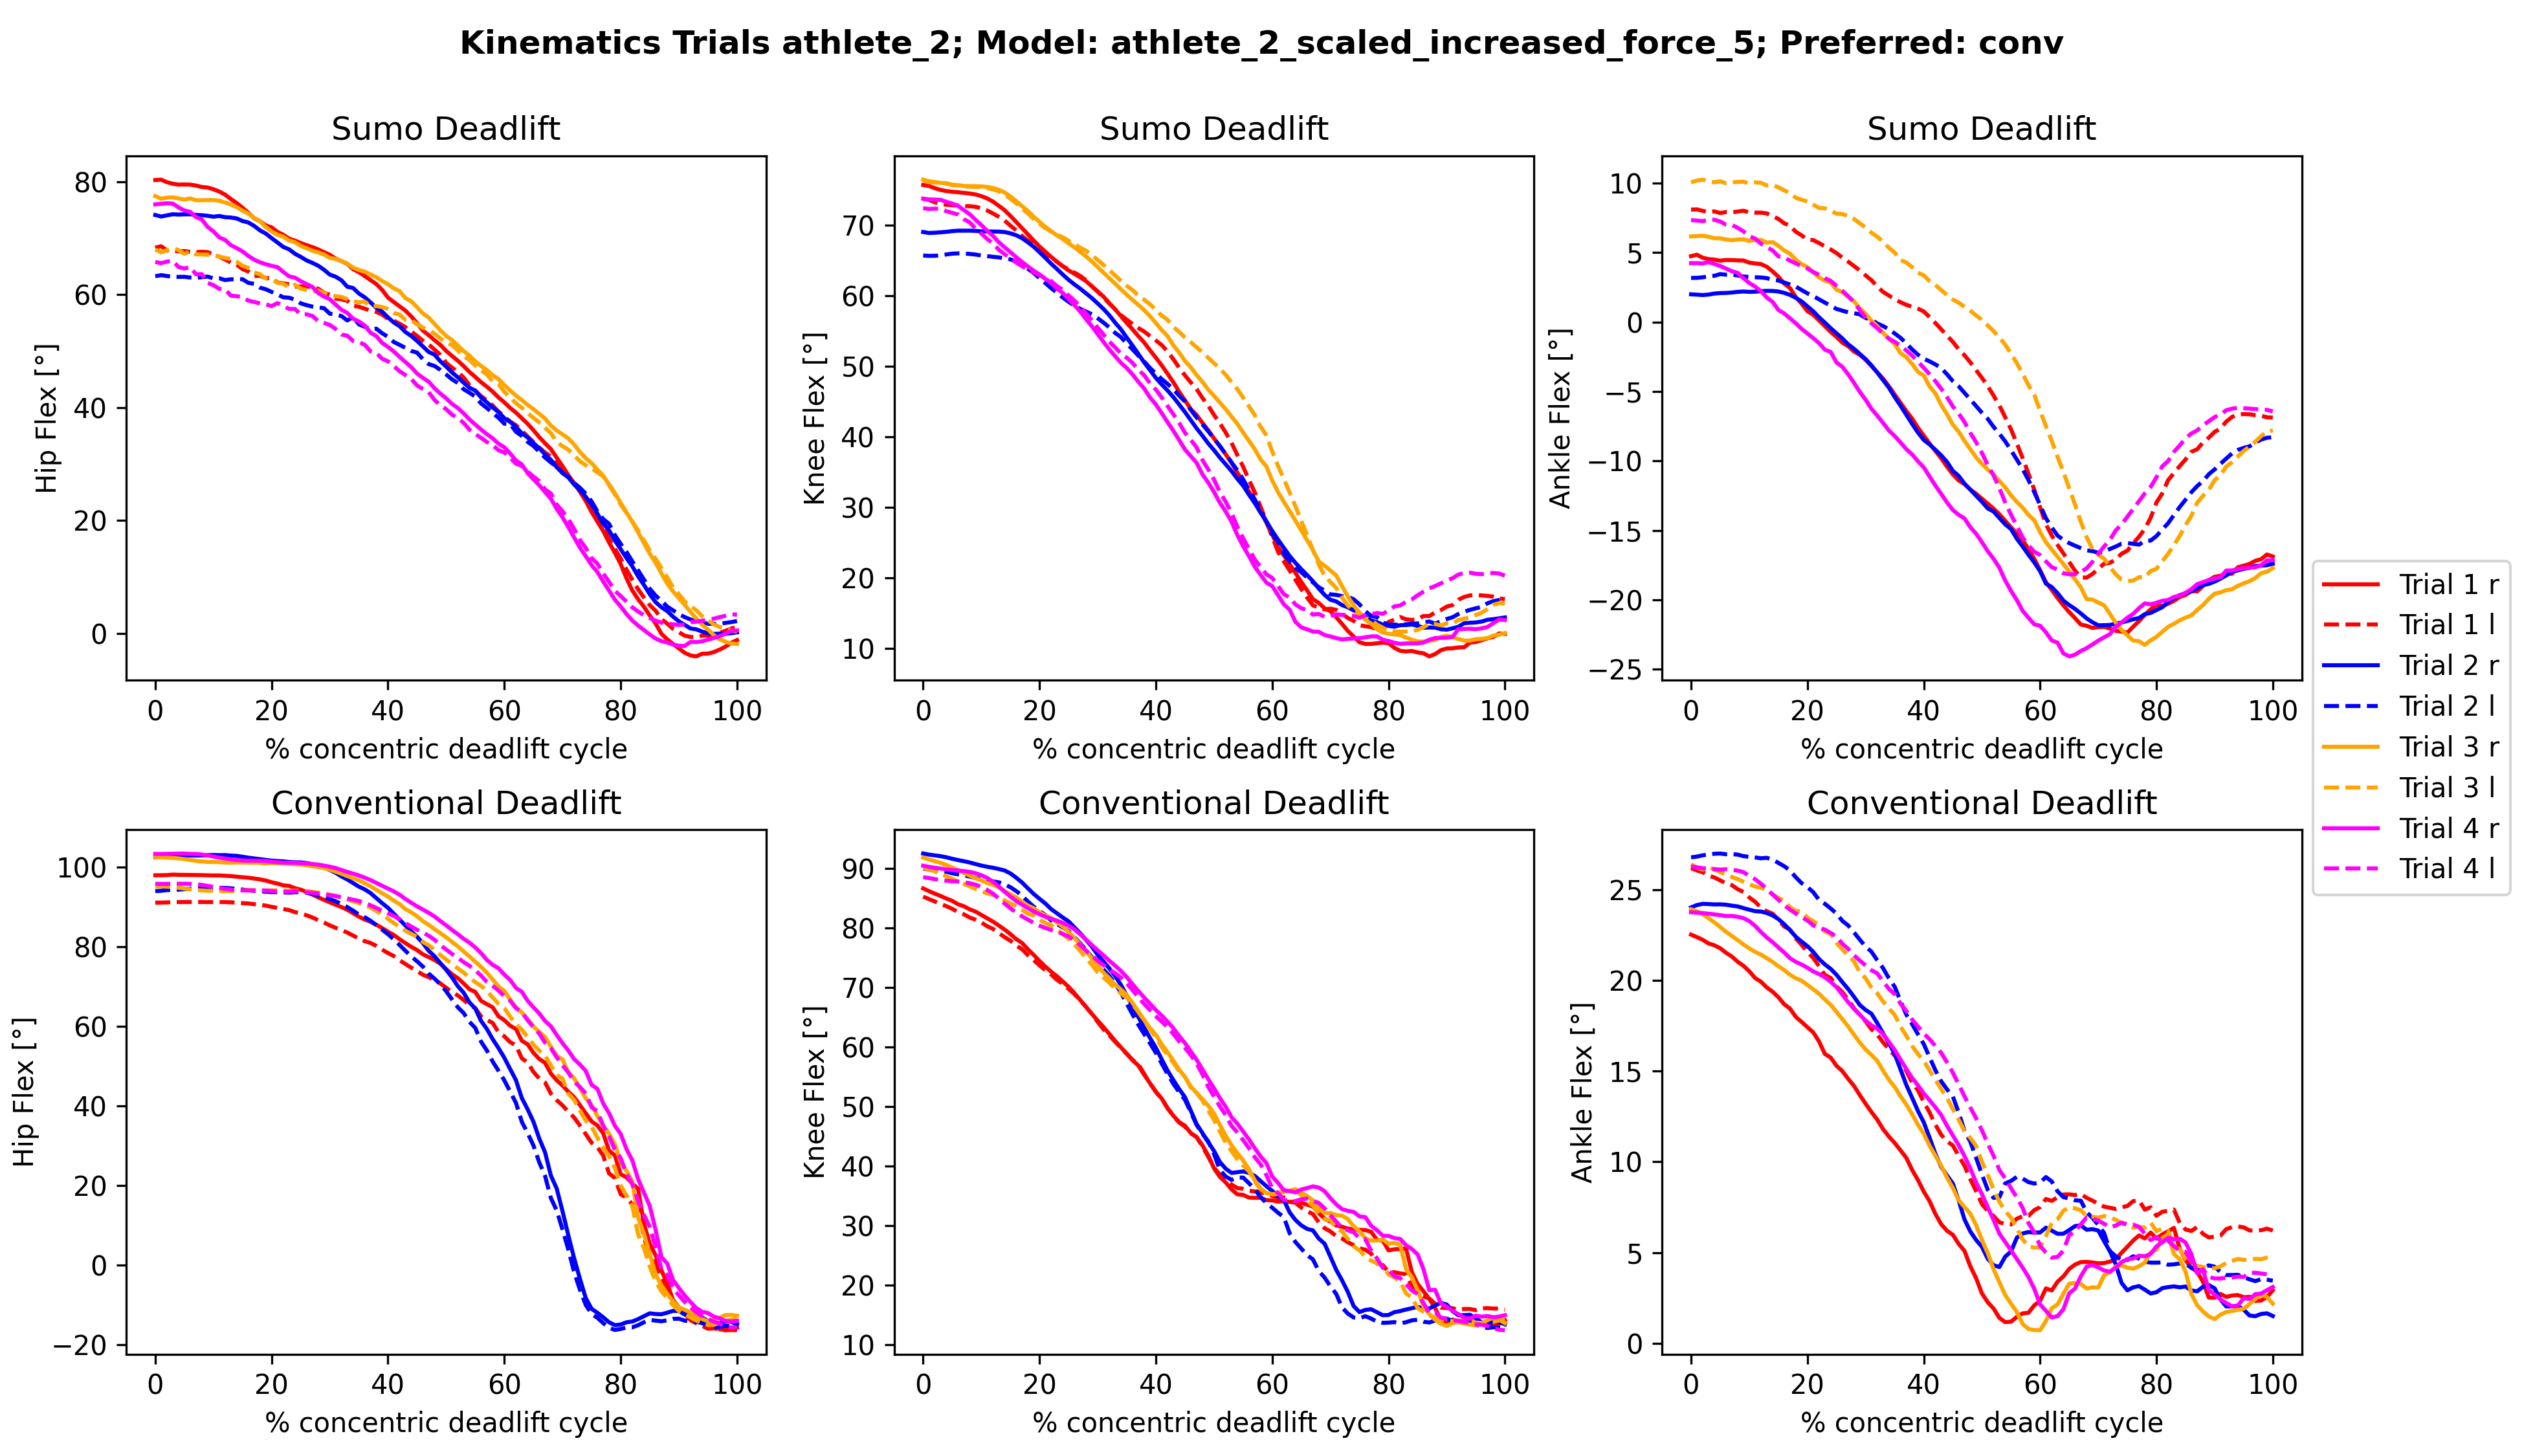 Kinematics Trials athlete_2; Model: athlete_2_scaled_increased_force_5; Preferred: conv
Sumo Deadlift
Hip Flex [°]
80
60
40
20
0
0 20 40 60 80 100
% concentric deadlift cycle
Sumo Deadlift
Knee Flex [°]
70
60
50
40
30
20
10
0 20 40 60 80 100
% concentric deadlift cycle
Sumo Deadlift
Ankle Flex [°]
10
5
0
−5
−10
−15
−20
−25
0 20 40 60 80 100
% concentric deadlift cycle
Trial 1 r
Trial 1 l
Trial 2 r
Trial 2 l
Trial 3 r
Trial 3 l
Trial 4 r
Trial 4 l
Conventional Deadlift
Hip Flex [°]
100
80
60
40
20
0
−20
0 20 40 60 80 100
% concentric deadlift cycle
Conventional Deadlift
Knee Flex [°]
90
80
70
60
50
40
30
20
10
0 20 40 60 80 100
% concentric deadlift cycle
Conventional Deadlift
Ankle Flex [°]
25
20
15
10
5
0
0 20 40 60 80 100
% concentric deadlift cycle